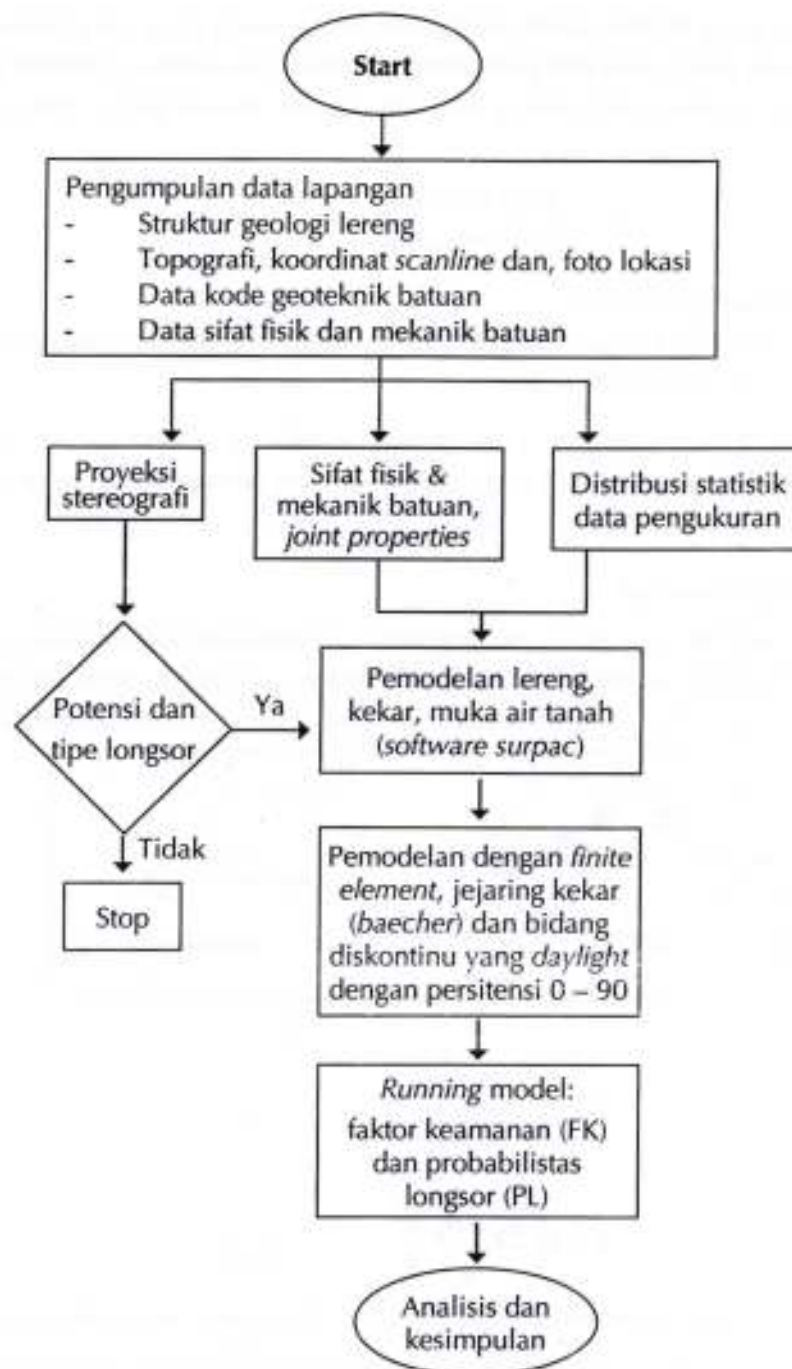 Start
Pengumpulan data lapangan
- Struktur geologi lereng
- Topografi, koordinat scanline dan, foto lokasi
- Data kode geoteknik batuan
- Data sifat fisik dan mekanik batuan
Proyeksi
stereografi
Sifat fisik &
mekanik batuan,
joint properties
Distribusi statistik
data pengukuran
Potensi dan
tipe longsor
Ya
Tidak
Stop
Pemodelan lereng,
kekar, muka air tanah
(software surpac)
Pemodelan dengan finite
element, jejaring kekar
(baecher) dan bidang
diskontinu yang daylight
dengan persitensi 0 – 90
Running model:
faktor keamanan (FK)
dan probabilistas
longsor (PL)
Analisis dan
kesimpulan